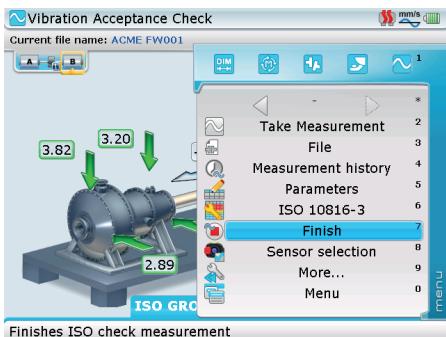 Vibration Acceptance Check
mm/s
Current file name: ACME FW001
A B
DIM 1
- *
Take Measurement 2
3.20
File 3
3.82
Measurement history 4
Parameters 5
ISO 10816-3 6
Finish 7
Sensor selection 8
2.89
More... 9
Menu 0
menu
ISO GRO
Finishes ISO check measurement